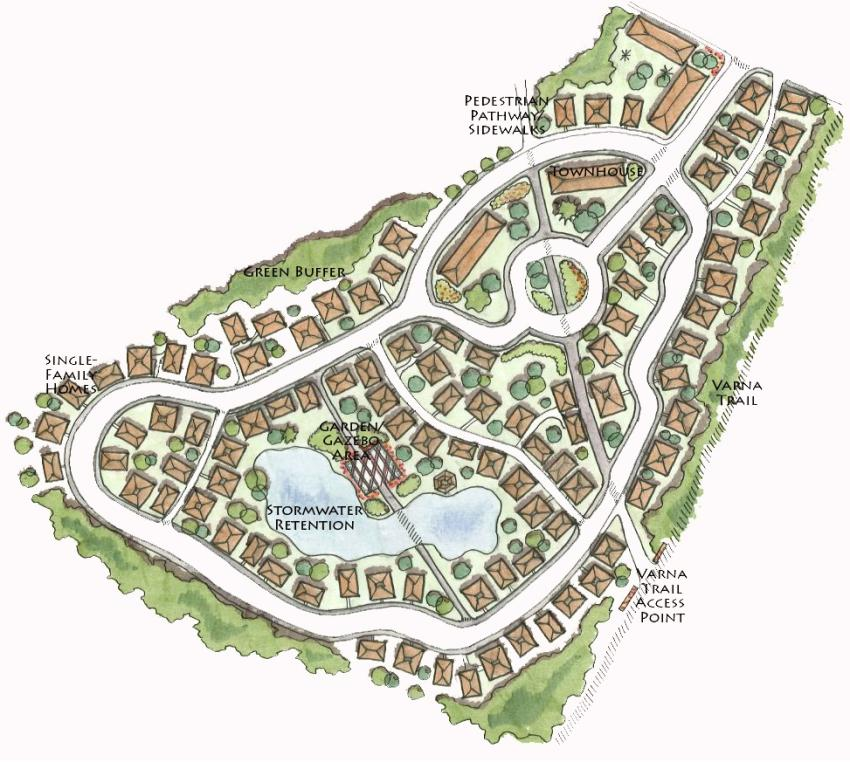 Pedestrian
Pathway/
Sidewalks
Townhouse
Green Buffer
Single-
Family
Homes
Varna
Trail
Garden/
Gazebo
Area
Stormwater
Retention
Varna
Trail
Access
Point